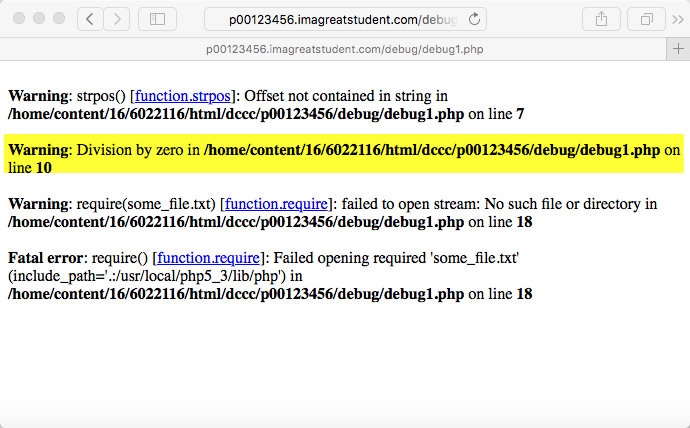 p00123456.imagreatstudent.com/debug
p00123456.imagreatstudent.com/debug/debug1.php
Warning: strpos() [function.strpos]: Offset not contained in string in
/home/content/16/6022116/html/dccc/p00123456/debug/debug1.php on line 7
Warning: Division by zero in /home/content/16/6022116/html/dccc/p00123456/debug/debug1.php on
line 10
Warning: require(some_file.txt) [function.require]: failed to open stream: No such file or directory in
/home/content/16/6022116/html/dccc/p00123456/debug/debug1.php on line 18
Fatal error: require() [function.require]: Failed opening required 'some_file.txt'
(include_path='.:/usr/local/php5_3/lib/php') in
/home/content/16/6022116/html/dccc/p00123456/debug/debug1.php on line 18